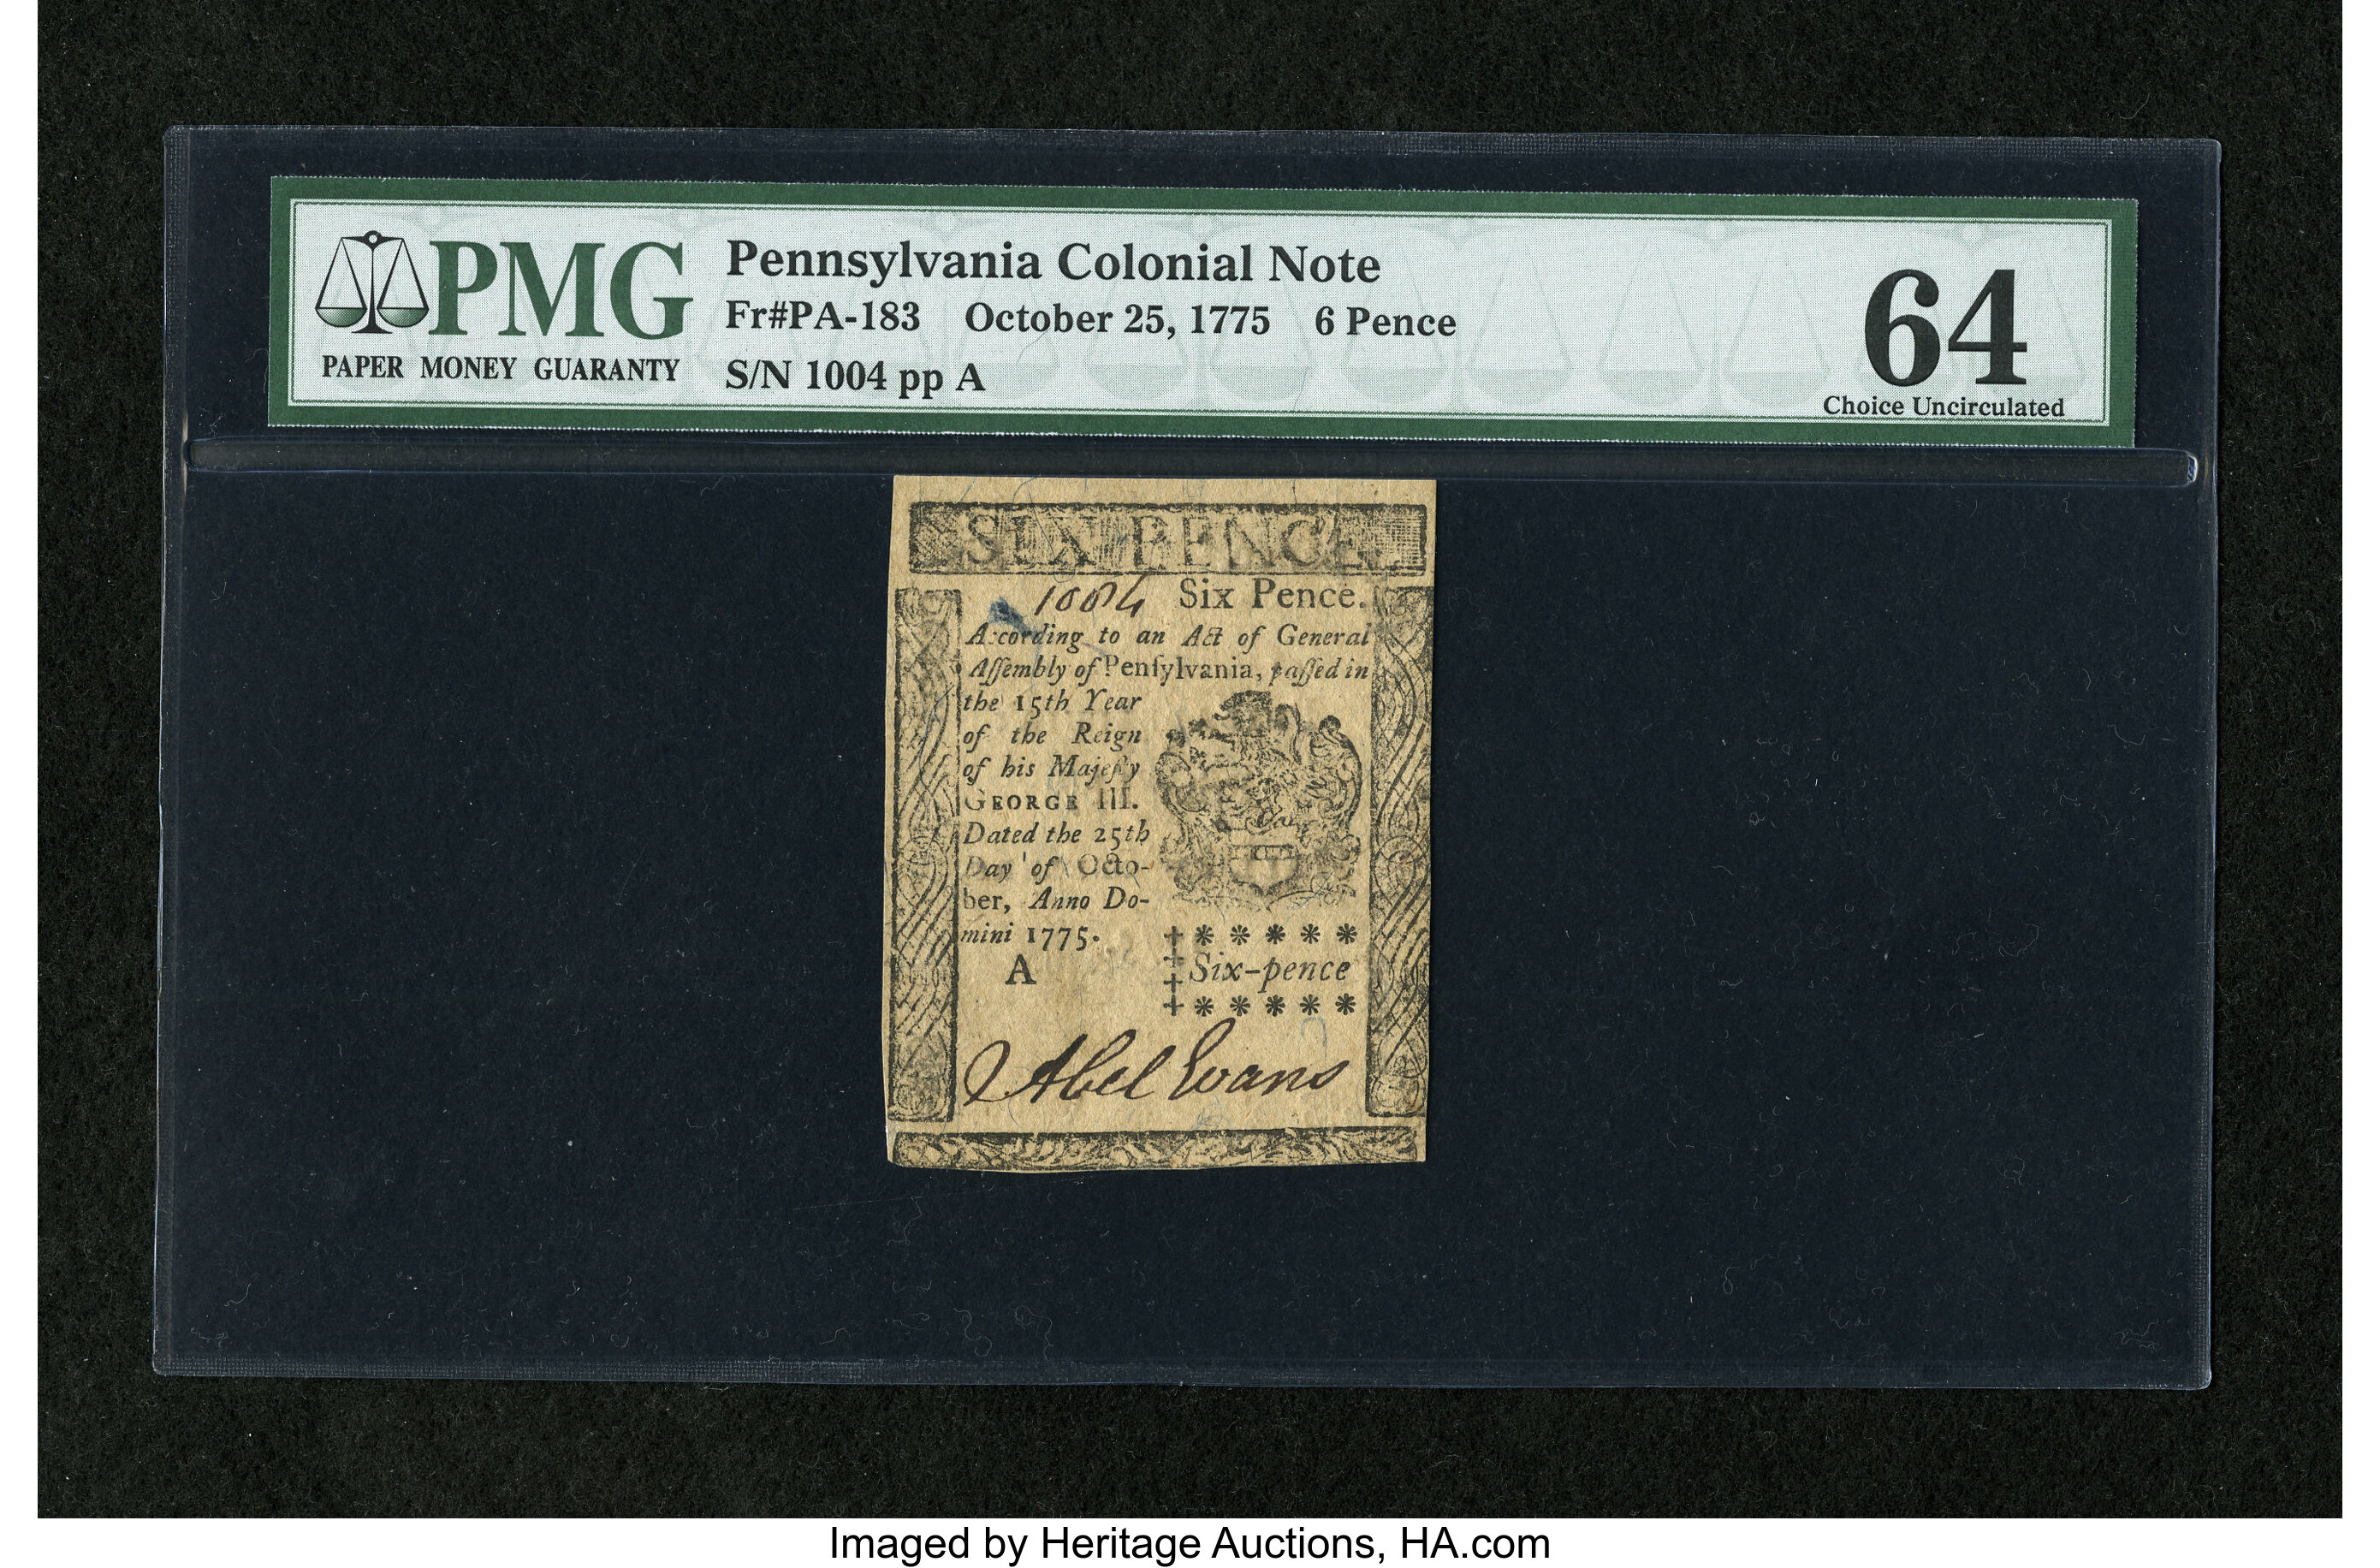 PMG
PAPER MONEY GUARANTY
Pennsylvania Colonial Note
Fr#PA-183 October 25, 1775 6 Pence
S/N 1004 pp A
64
Choice Uncirculated
SIX PENCE.
1004 Six Pence.
According to an Act of General
Aſſembly of Penſylvania, paſſed in
the 15th Year
of the Reign
of his Majeſty
GEORGE III.
Dated the 25th
Day of Octo-
ber, Anno Do-
mini 1775.
A
‡ * * * * *
Six-pence
‡ * * * * *
Abel Evans
Imaged by Heritage Auctions, HA.com